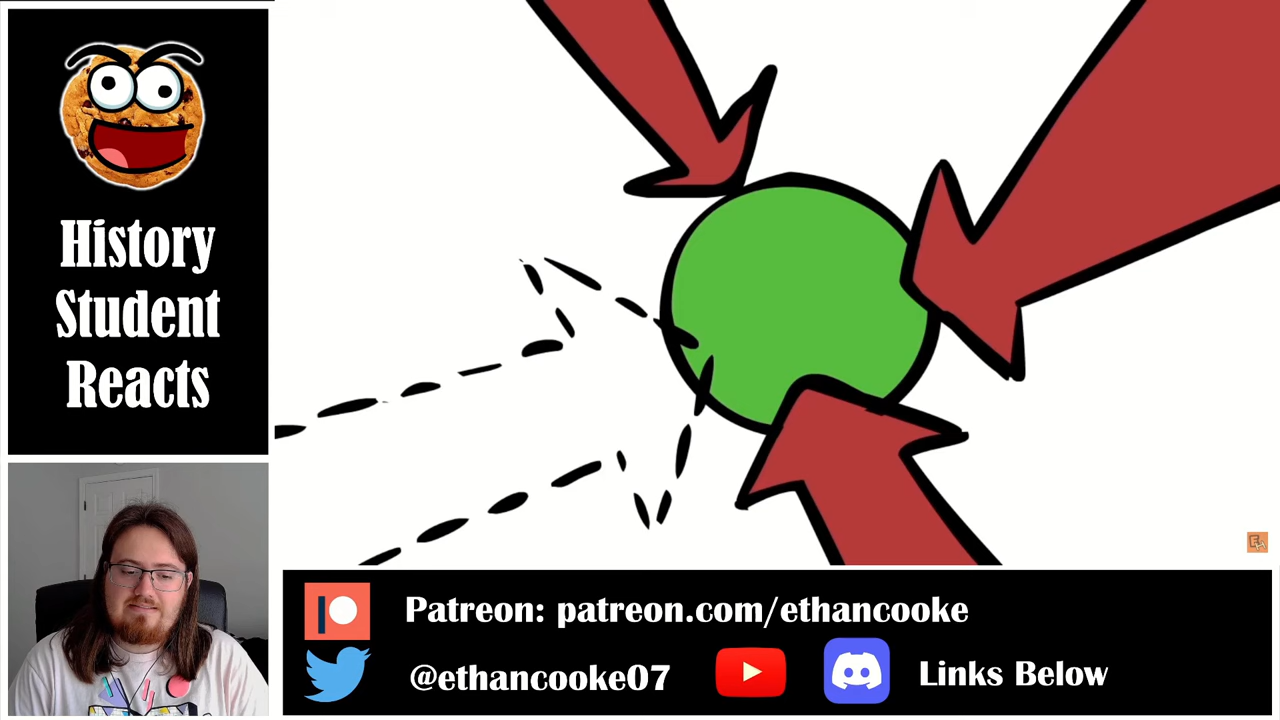 History
Student
Reacts
Patreon: patreon.com/ethancooke
@ethancooke07
Links Below